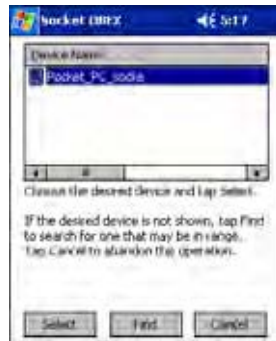 Socket OBEX 5:17
Device Name
Pocket_PC_socke
Choose the desired device and tap Select.
If the desired device is not shown, tap Find
to search for one that may be in range.
Tap Cancel to abandon this operation.
Select Find Cancel